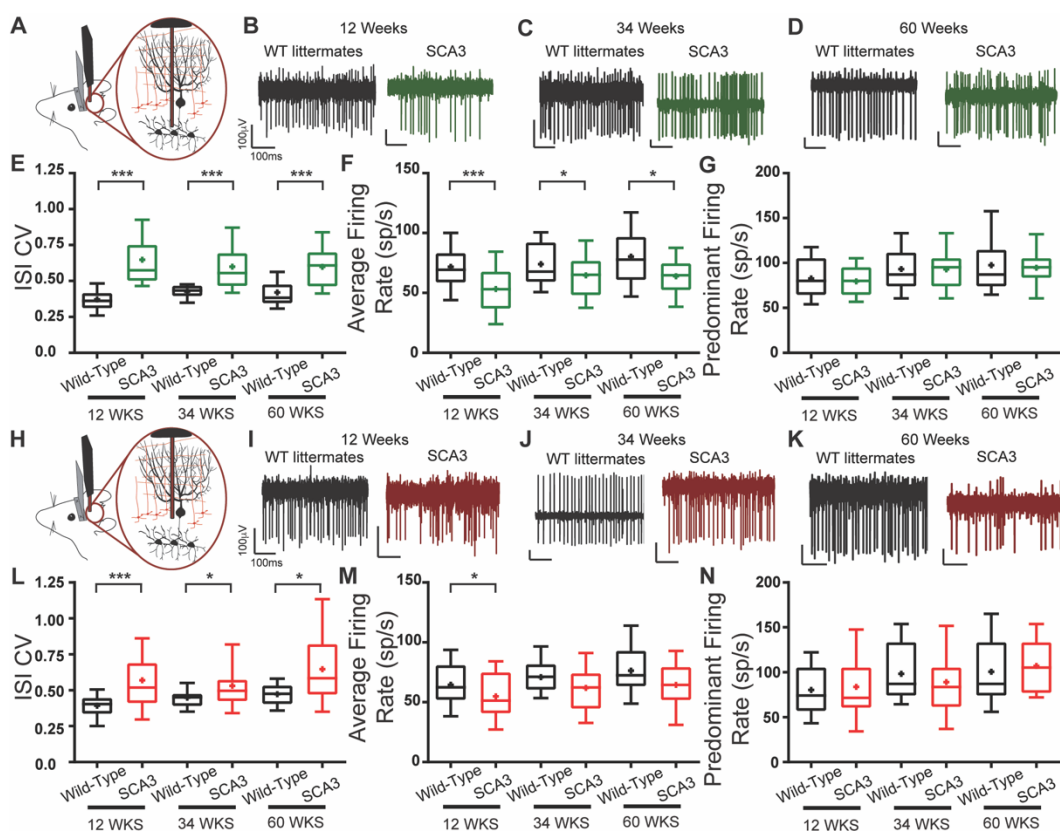 A
B
12 Weeks
WT littermates
SCA3
100µV
100ms
C
34 Weeks
WT littermates
SCA3
D
60 Weeks
WT littermates
SCA3
E
ISI CV
1.25
1.00
0.75
0.50
0.25
0.0
***
***
***
Wild-Type
SCA3
Wild-Type
SCA3
Wild-Type
SCA3
12 WKS
34 WKS
60 WKS
F
Average Firing
Rate (sp/s)
150
100
50
0
***
*
*
Wild-Type
SCA3
Wild-Type
SCA3
Wild-Type
SCA3
12 WKS
34 WKS
60 WKS
G
Predominant Firing
Rate (sp/s)
200
150
100
50
0
Wild-Type
SCA3
Wild-Type
SCA3
Wild-Type
SCA3
12 WKS
34 WKS
60 WKS
H
I
12 Weeks
WT littermates
SCA3
100µV
100ms
J
34 Weeks
WT littermates
SCA3
K
60 Weeks
WT littermates
SCA3
L
ISI CV
1.25
1.00
0.75
0.50
0.25
0.0
***
*
*
Wild-Type
SCA3
Wild-Type
SCA3
Wild-Type
SCA3
12 WKS
34 WKS
60 WKS
M
Average Firing
Rate (sp/s)
150
100
50
0
*
Wild-Type
SCA3
Wild-Type
SCA3
Wild-Type
SCA3
12 WKS
34 WKS
60 WKS
N
Predominant Firing
Rate (sp/s)
200
150
100
50
0
Wild-Type
SCA3
Wild-Type
SCA3
Wild-Type
SCA3
12 WKS
34 WKS
60 WKS